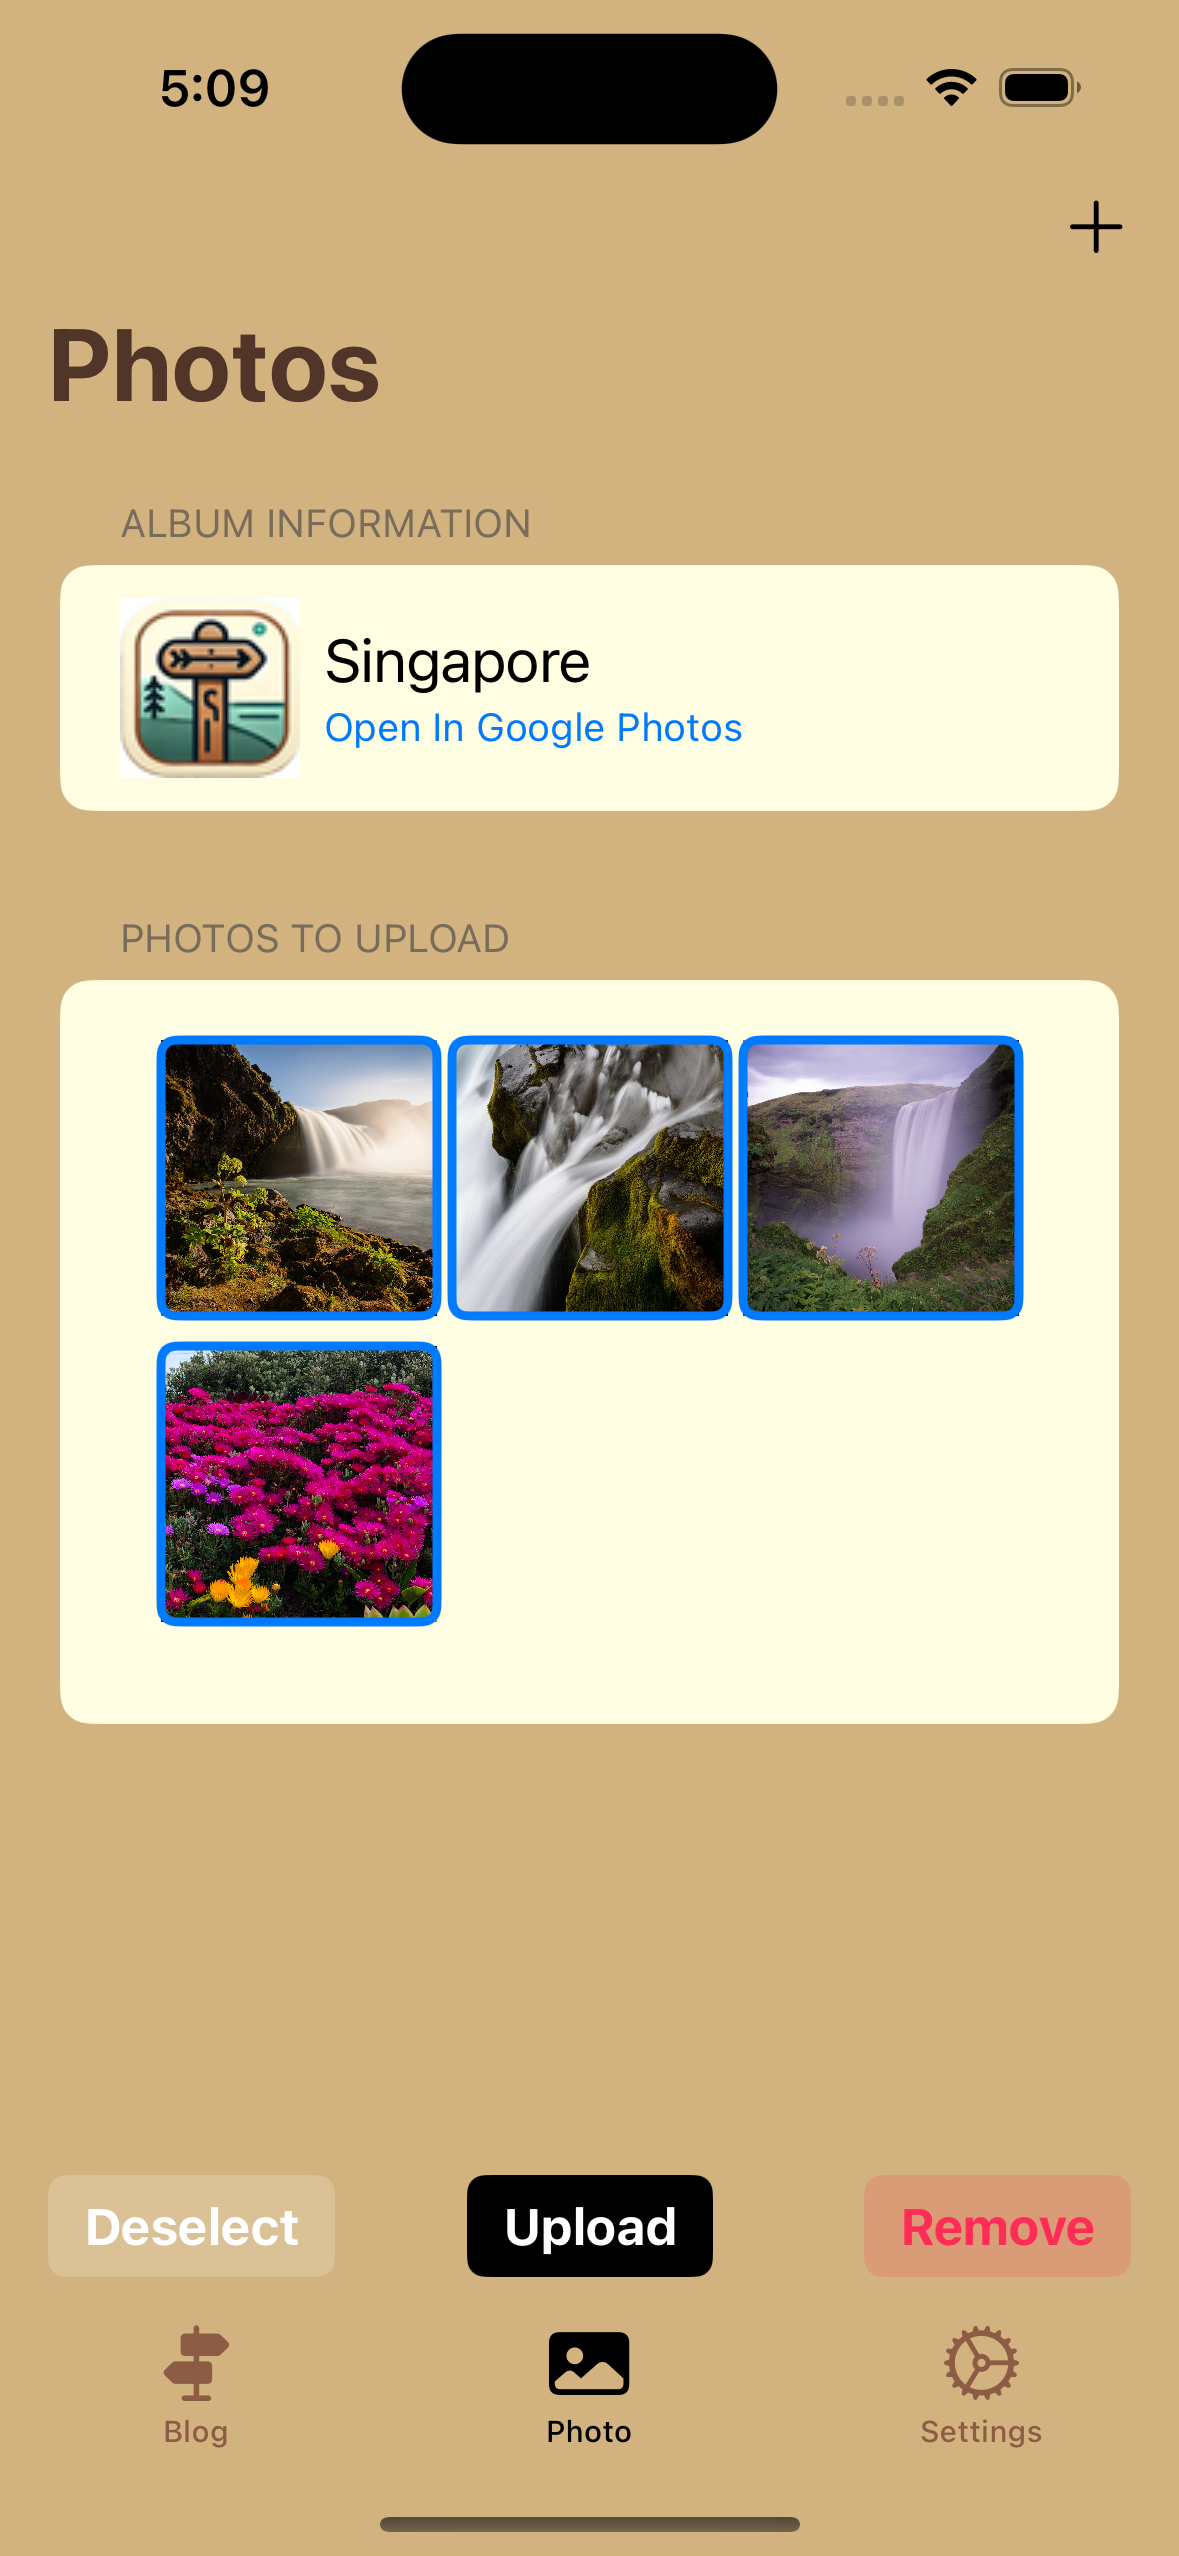 5:09
Photos
ALBUM INFORMATION
Singapore
Open In Google Photos
PHOTOS TO UPLOAD
Deselect
Upload
Remove
Blog
Photo
Settings